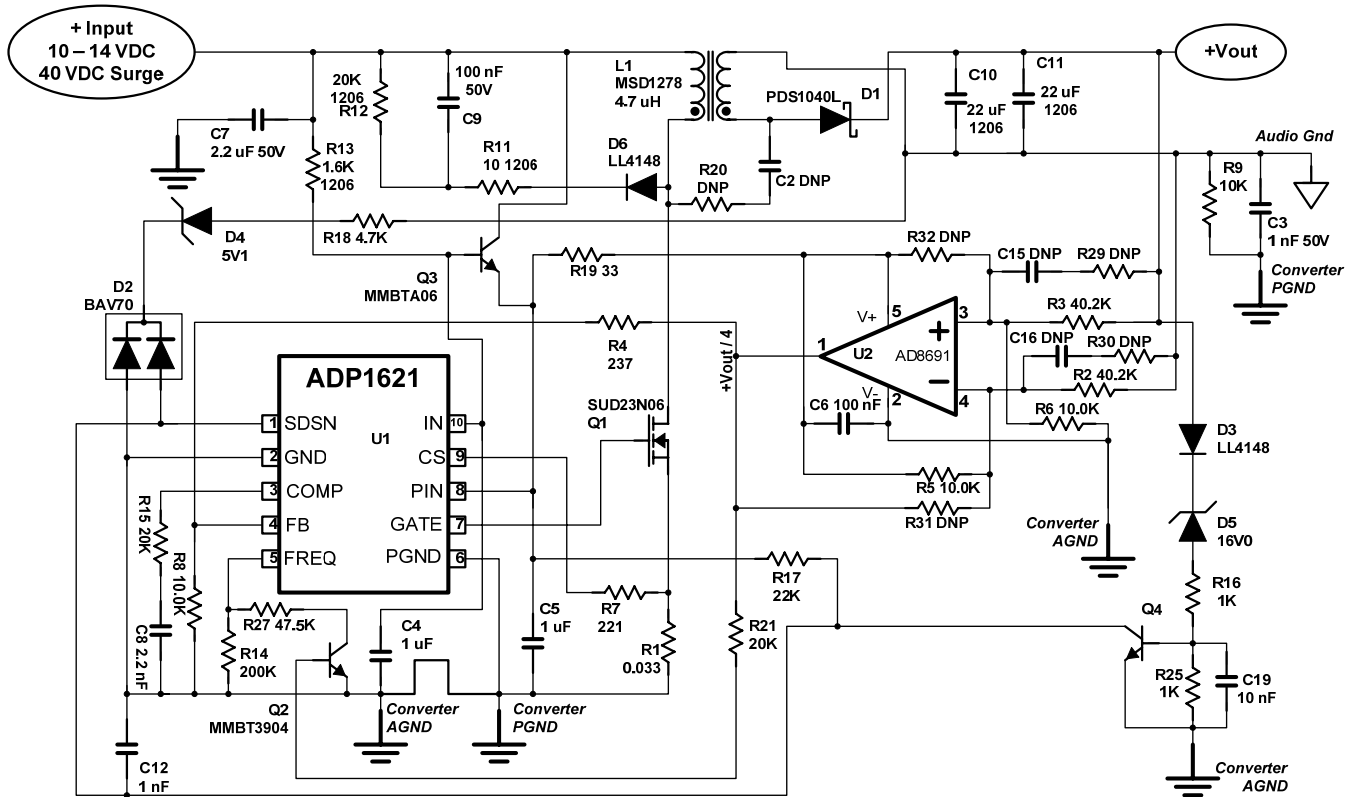 + Input
10 – 14 VDC
40 VDC Surge
20K
1206
R12
100 nF
50V
C9
L1
MSD1278
4.7 uH
PDS1040L
D1
C10
22 uF
1206
C11
22 uF
1206
+Vout
C7
2.2 uF 50V
R13
1.6K
1206
R11
10 1206
D6
LL4148
R20
DNP
C2 DNP
Audio Gnd
R9
10K
C3
1 nF 50V
D4
5V1
R18 4.7K
Q3
MMBTA06
R19 33
R32 DNP
C15 DNP
R29 DNP
Converter
PGND
D2
BAV70
R4
237
+Vout / 4
V+
5
3
1
U2
AD8691
V-
2
4
C6 100 nF
R3 40.2K
C16 DNP
R30 DNP
R2 40.2K
R6 10.0K
ADP1621
U1
1
SDSN
2
GND
3
COMP
4
FB
5
FREQ
IN
10
CS
9
PIN
8
GATE
7
PGND
6
SUD23N06
Q1
R5 10.0K
R31 DNP
D3
LL4148
D5
16V0
Converter
AGND
R15 20K
R8 10.0K
C8 2.2 nF
R27 47.5K
R14
200K
C4
1 uF
C5
1 uF
R7
221
R1
0.033
R17
22K
R21
20K
R16
1K
Q4
R25
1K
C19
10 nF
Q2
MMBT3904
Converter
AGND
Converter
PGND
C12
1 nF
Converter
AGND